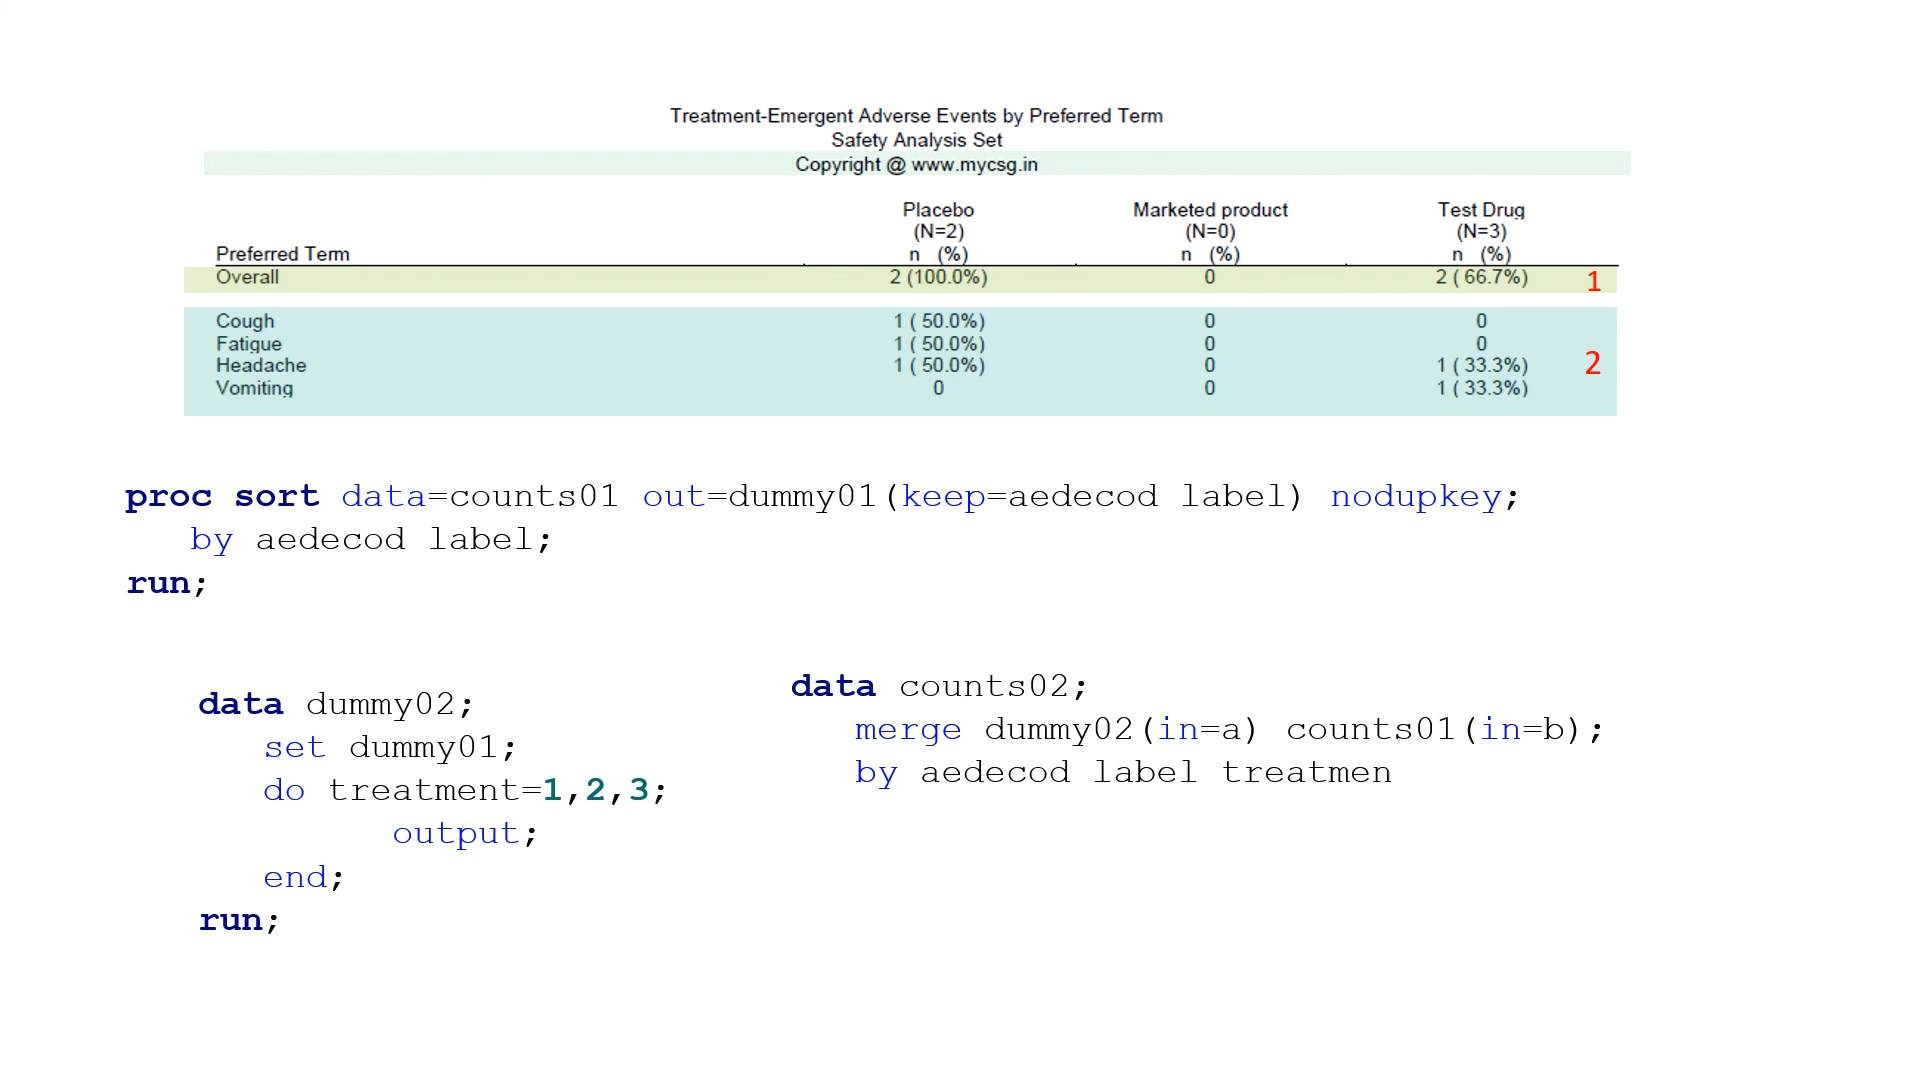 Treatment-Emergent Adverse Events by Preferred Term
Safety Analysis Set
Copyright @ www.mycsg.in
Placebo Marketed product Test Drug
(N=2) (N=0) (N=3)
Preferred Term n (%) n (%) n (%)
Overall 2 (100.0%) 0 2 ( 66.7%) 1
Cough 1 ( 50.0%) 0 0
Fatigue 1 ( 50.0%) 0 0
Headache 1 ( 50.0%) 0 1 ( 33.3%)
2
Vomiting 0 0 1 ( 33.3%)
proc sort data=counts01 out=dummy01(keep=aedecod label) nodupkey;
by aedecod label;
run;
data dummy02;
set dummy01;
do treatment=1,2,3;
output;
end;
run;
data counts02;
merge dummy02(in=a) counts01(in=b);
by aedecod label treatmen